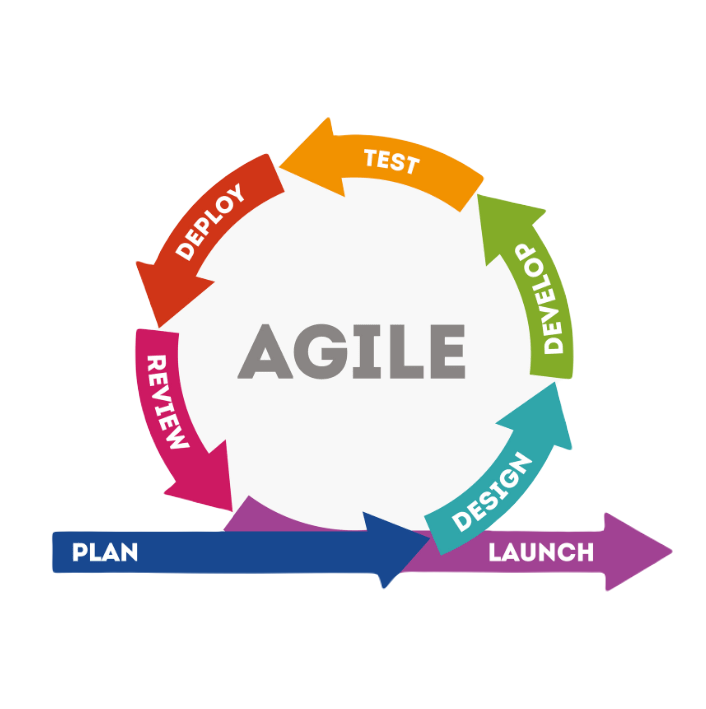 TEST
DEPLOY
DEVELOP
AGILE
REVIEW
DESIGN
PLAN
LAUNCH